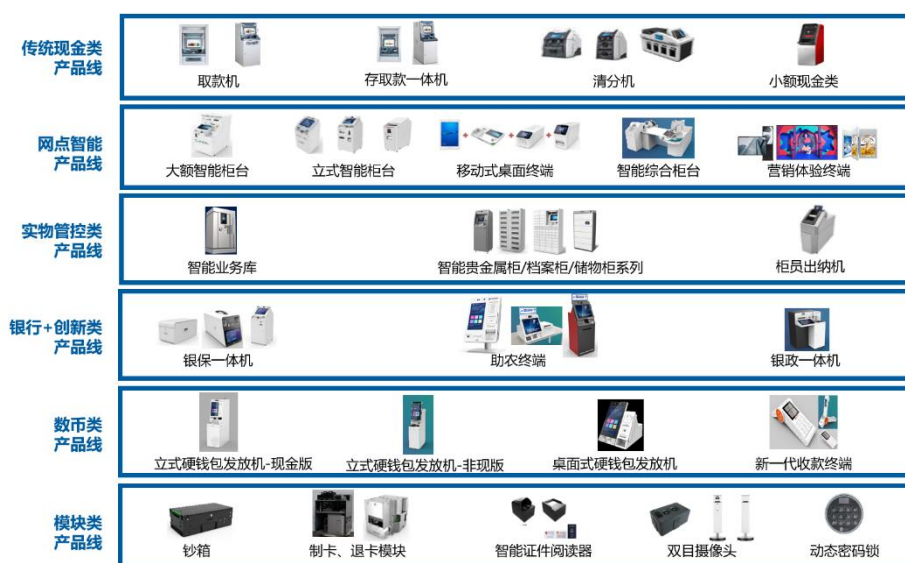 传统现金类
产品线
取款机
存取款一体机
清分机
小额现金类
网点智能
产品线
大额智能柜台
立式智能柜台
移动式桌面终端
智能综合柜台
营销体验终端
实物管控类
产品线
智能业务库
智能贵金属柜/档案柜/储物柜系列
柜员出纳机
银行+创新类
产品线
银保一体机
助农终端
银政一体机
数币类
产品线
立式硬钱包发放机-现金版
立式硬钱包发放机-非现版
桌面式硬钱包发放机
新一代收款终端
模块类
产品线
钞箱
制卡、退卡模块
智能证件阅读器
双目摄像头
动态密码锁